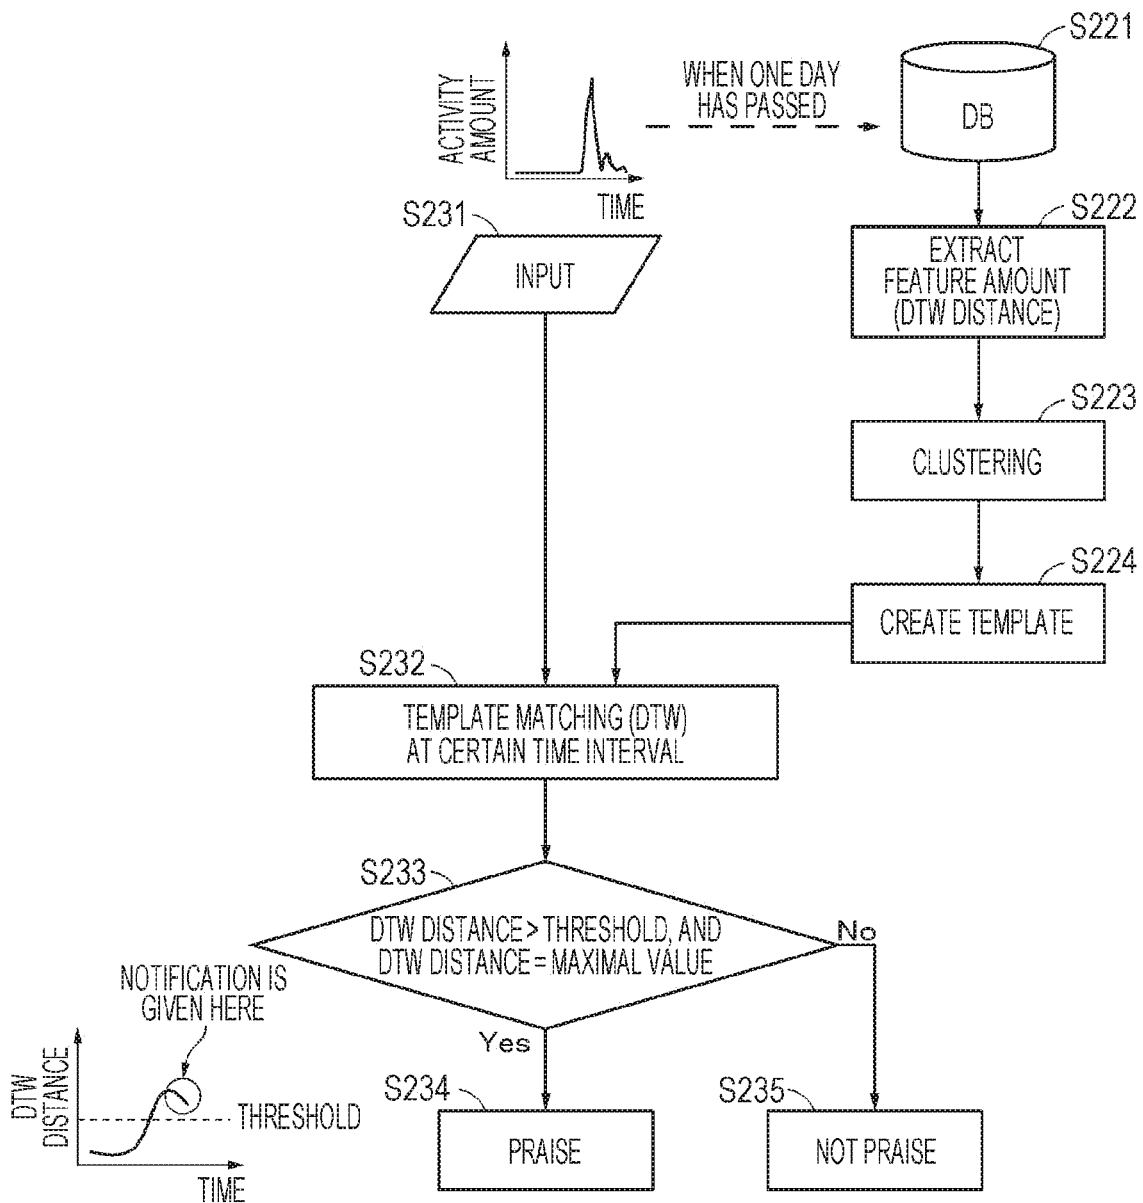 S221
ACTIVITY
AMOUNT
WHEN ONE DAY
HAS PASSED
DB
TIME
S231
INPUT
S222
EXTRACT
FEATURE AMOUNT
(DTW DISTANCE)
S223
CLUSTERING
S224
CREATE TEMPLATE
S232
TEMPLATE MATCHING (DTW)
AT CERTAIN TIME INTERVAL
S233
DTW DISTANCE > THRESHOLD, AND
DTW DISTANCE = MAXIMAL VALUE
No
Yes
NOTIFICATION IS
GIVEN HERE
DTW
DISTANCE
THRESHOLD
TIME
S234
PRAISE
S235
NOT PRAISE